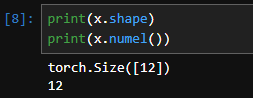 [8]: print(x.shape)
print(x.numel())
torch.Size([12])
12